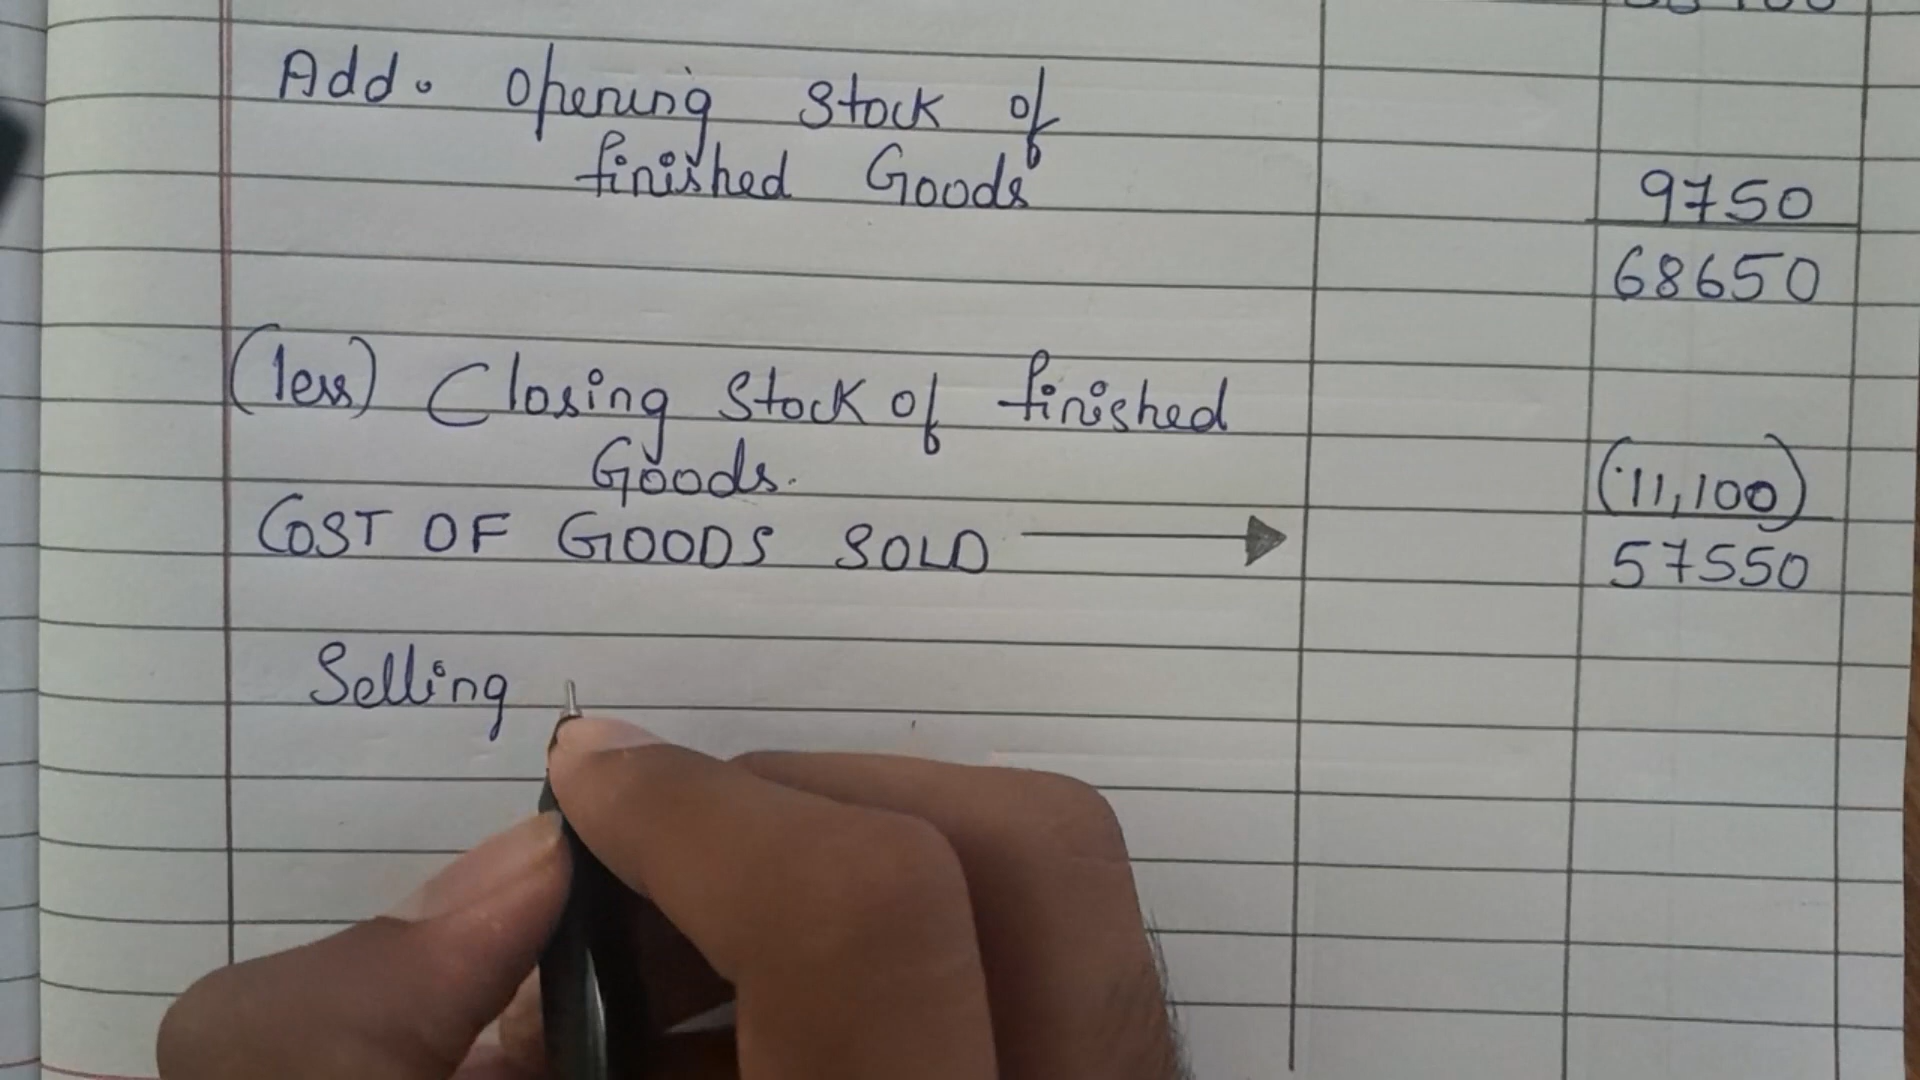 Add. Opening Stock of
finished Goods 9750
68650
(less) Closing Stock of finished
Goods. (11,100)
COST OF GOODS SOLD 57550
Selling